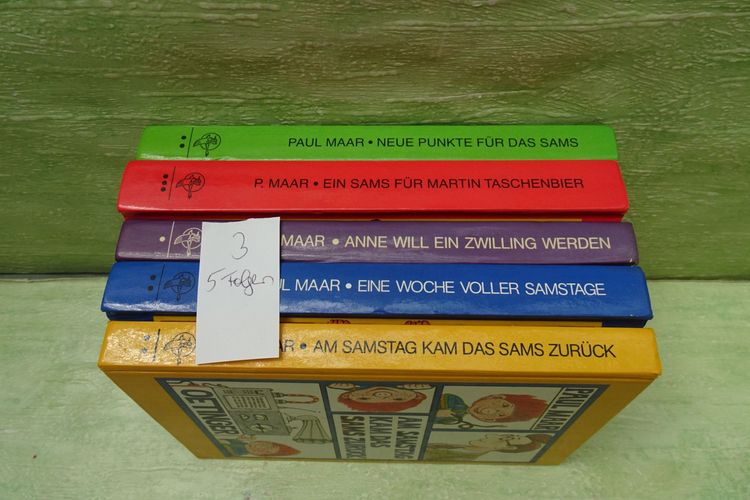 PAUL MAAR • NEUE PUNKTE FÜR DAS SAMS
P. MAAR • EIN SAMS FÜR MARTIN TASCHENBIER
MAAR • ANNE WILL EIN ZWILLING WERDEN
UL MAAR • EINE WOCHE VOLLER SAMSTAGE
AR • AM SAMSTAG KAM DAS SAMS ZURÜCK
3
5 Folgen
OETINGER
AM SAMSTAG
KAM DAS
SAMS ZURÜCK
PAUL MAAR